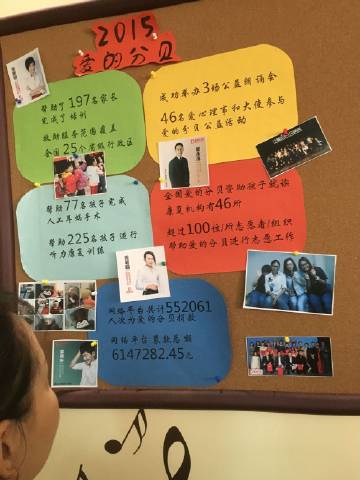 2015
爱的分贝
帮助了197名家长
完成了培训
救助服务范围覆盖
全国25个省级行政区
成功举办3场公益朗诵会
46名爱心理事和大使参与
爱的分贝公益活动
帮助77名孩子完成
人工耳蜗手术
帮助225名孩子进行
听力康复训练
全国爱的分贝资助孩子就读
康复机构有46所
超过100位/所志愿者/组织
帮助爱的分贝进行志愿工作
网络平台共计552061
人次为爱的分贝捐款
网络平台募款总额
6147282.45元